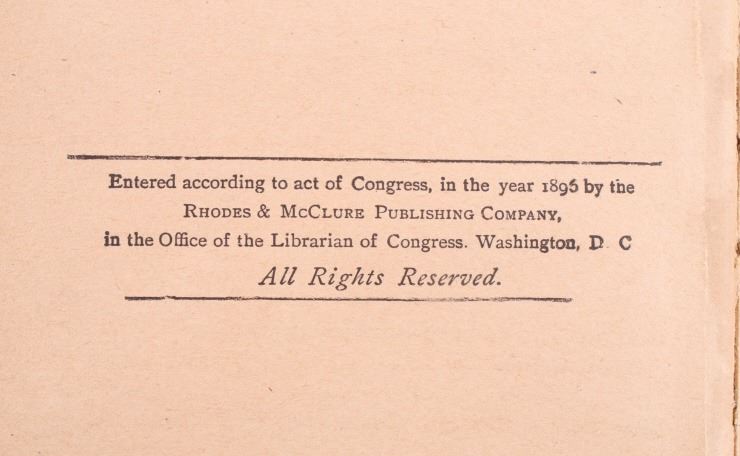 Entered according to act of Congress, in the year 1896 by the
RHODES & MCCLURE PUBLISHING COMPANY,
in the Office of the Librarian of Congress. Washington, D C
All Rights Reserved.